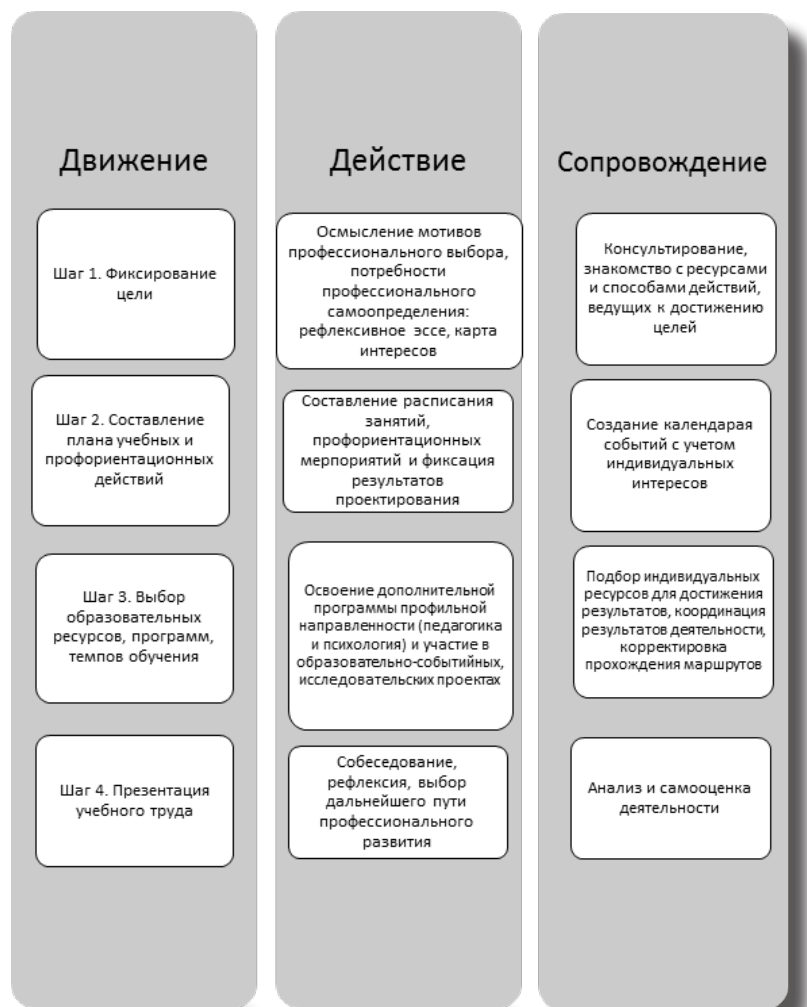 Движение
Шаг 1. Фиксирование
цели
Шаг 2. Составление
плана учебных и
профориентационных
действий
Шаг 3. Выбор
образовательных
ресурсов, программ,
темпов обучения
Шаг 4. Презентация
учебного труда
Действие
Осмысление мотивов
профессионального выбора,
потребности
профессионального
самоопределения:
рефлексивное эссе, карта
интересов
Составление расписания
занятий,
профориентационных
мерпориятий и фиксация
результатов
проектирования
Освоение дополнительной
программы профильной
направленности (педагогика
и психология) и участие в
образовательно-событийных,
исследовательских проектах
Собеседование,
рефлексия, выбор
дальнейшего пути
профессионального
развития
Сопровождение
Консультирование,
знакомство с ресурсами
и способами действий,
ведущих к достижению
целей
Создание календарая
событий с учетом
индивидуальных
интересов
Подбор индивидуальных
ресурсов для достижения
результатов, координация
результатов деятельности,
корректировка
прохождения маршрутов
Анализ и самооценка
деятельности